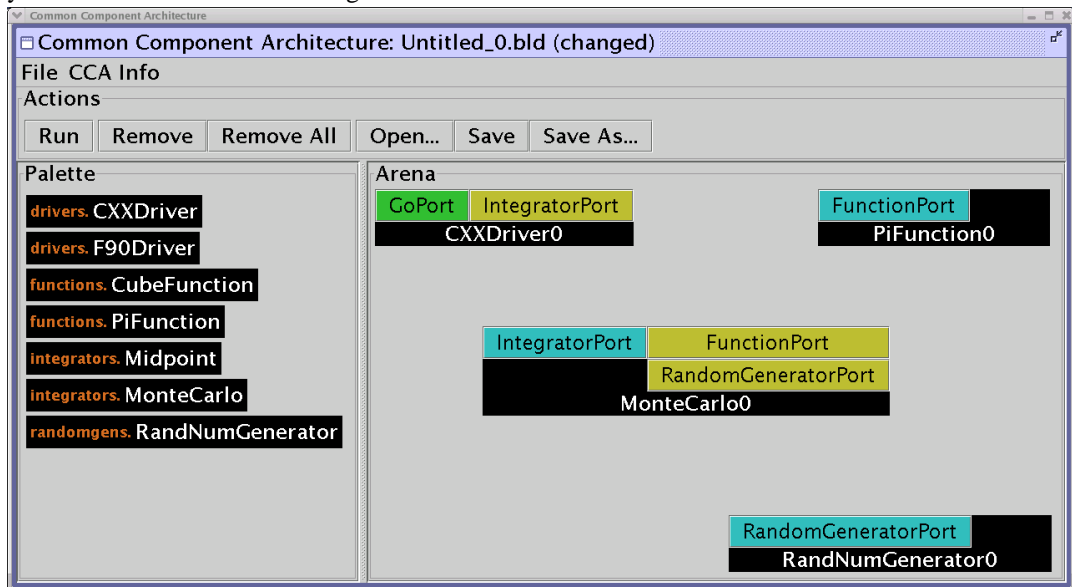 Common Component Architecture
Common Component Architecture: Untitled_0.bld (changed)
File CCA Info
Actions
Run Remove Remove All Open... Save Save As...
Palette
drivers. CXXDriver
drivers. F90Driver
functions. CubeFunction
functions. PiFunction
integrators. Midpoint
integrators. MonteCarlo
randomgens. RandNumGenerator
Arena
GoPort IntegratorPort
CXXDriver0
FunctionPort
PiFunction0
IntegratorPort FunctionPort
RandomGeneratorPort
MonteCarlo0
RandomGeneratorPort
RandNumGenerator0